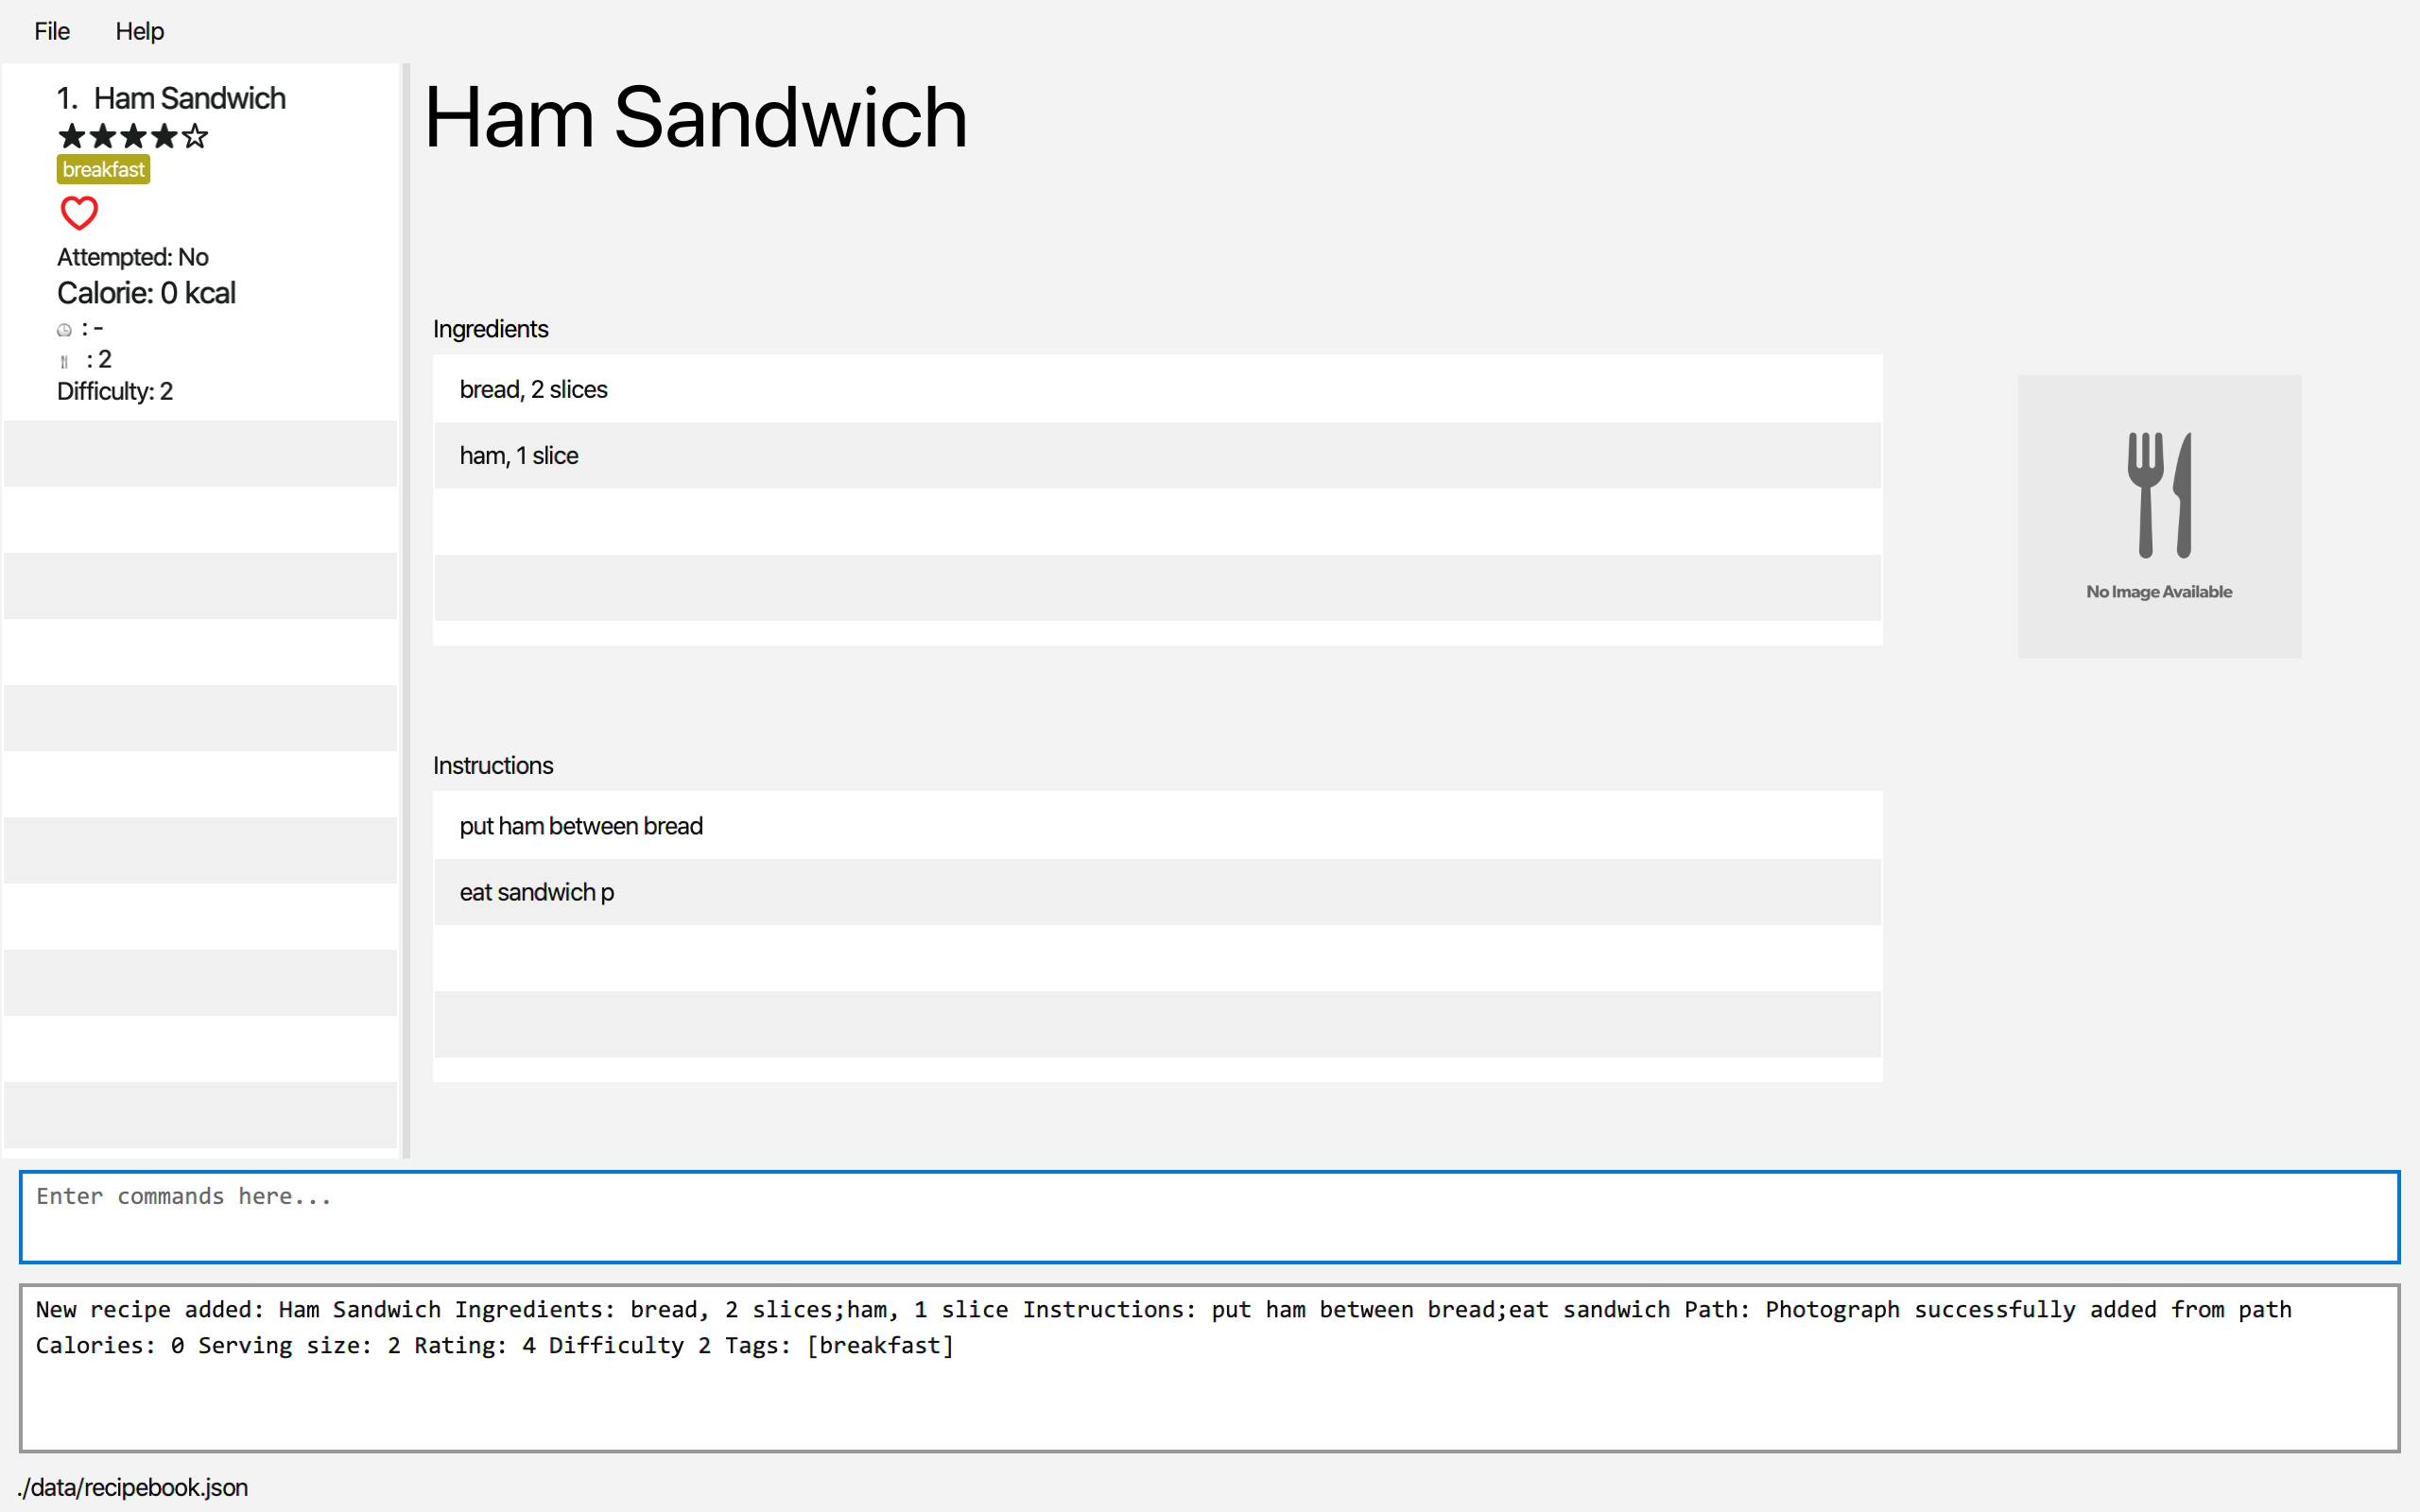 File Help
1. Ham Sandwich
breakfast
Attempted: No
Calorie: 0 kcal
: -
: 2
Difficulty: 2
Ham Sandwich
Ingredients
bread, 2 slices
ham, 1 slice
No Image Available
Instructions
put ham between bread
eat sandwich p
Enter commands here...
New recipe added: Ham Sandwich Ingredients: bread, 2 slices;ham, 1 slice Instructions: put ham between bread;eat sandwich Path: Photograph successfully added from path
Calories: 0 Serving size: 2 Rating: 4 Difficulty 2 Tags: [breakfast]
./data/recipebook.json